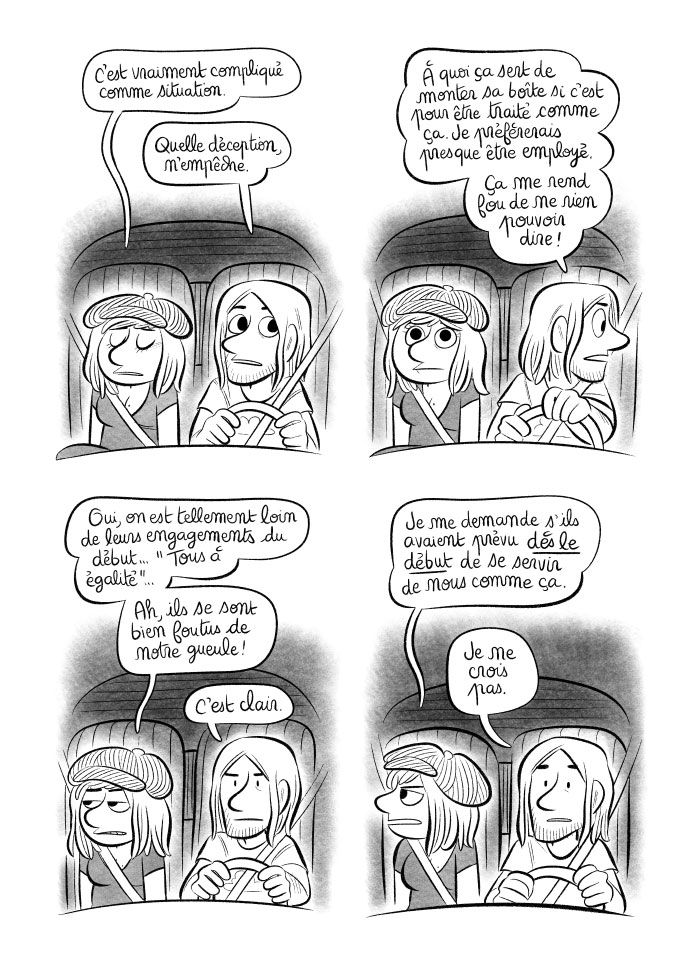 C'est vraiment compliqué
comme situation.
Quelle déception,
n'empêche.
À quoi ça sert de
monter sa boîte si c'est
pour être traité comme
ça. Je préférerais
presque être employé.
Ça me rend
fou de ne rien
pouvoir
dire !
Oui, on est tellement loin
de leurs engagements du
début... " Tous à
égalité"...
Ah, ils se sont
bien foutus de
notre gueule !
C'est clair.
Je me demande s'ils
avaient prévu dès le
début de se servir
de nous comme ça.
Je ne
crois
pas.